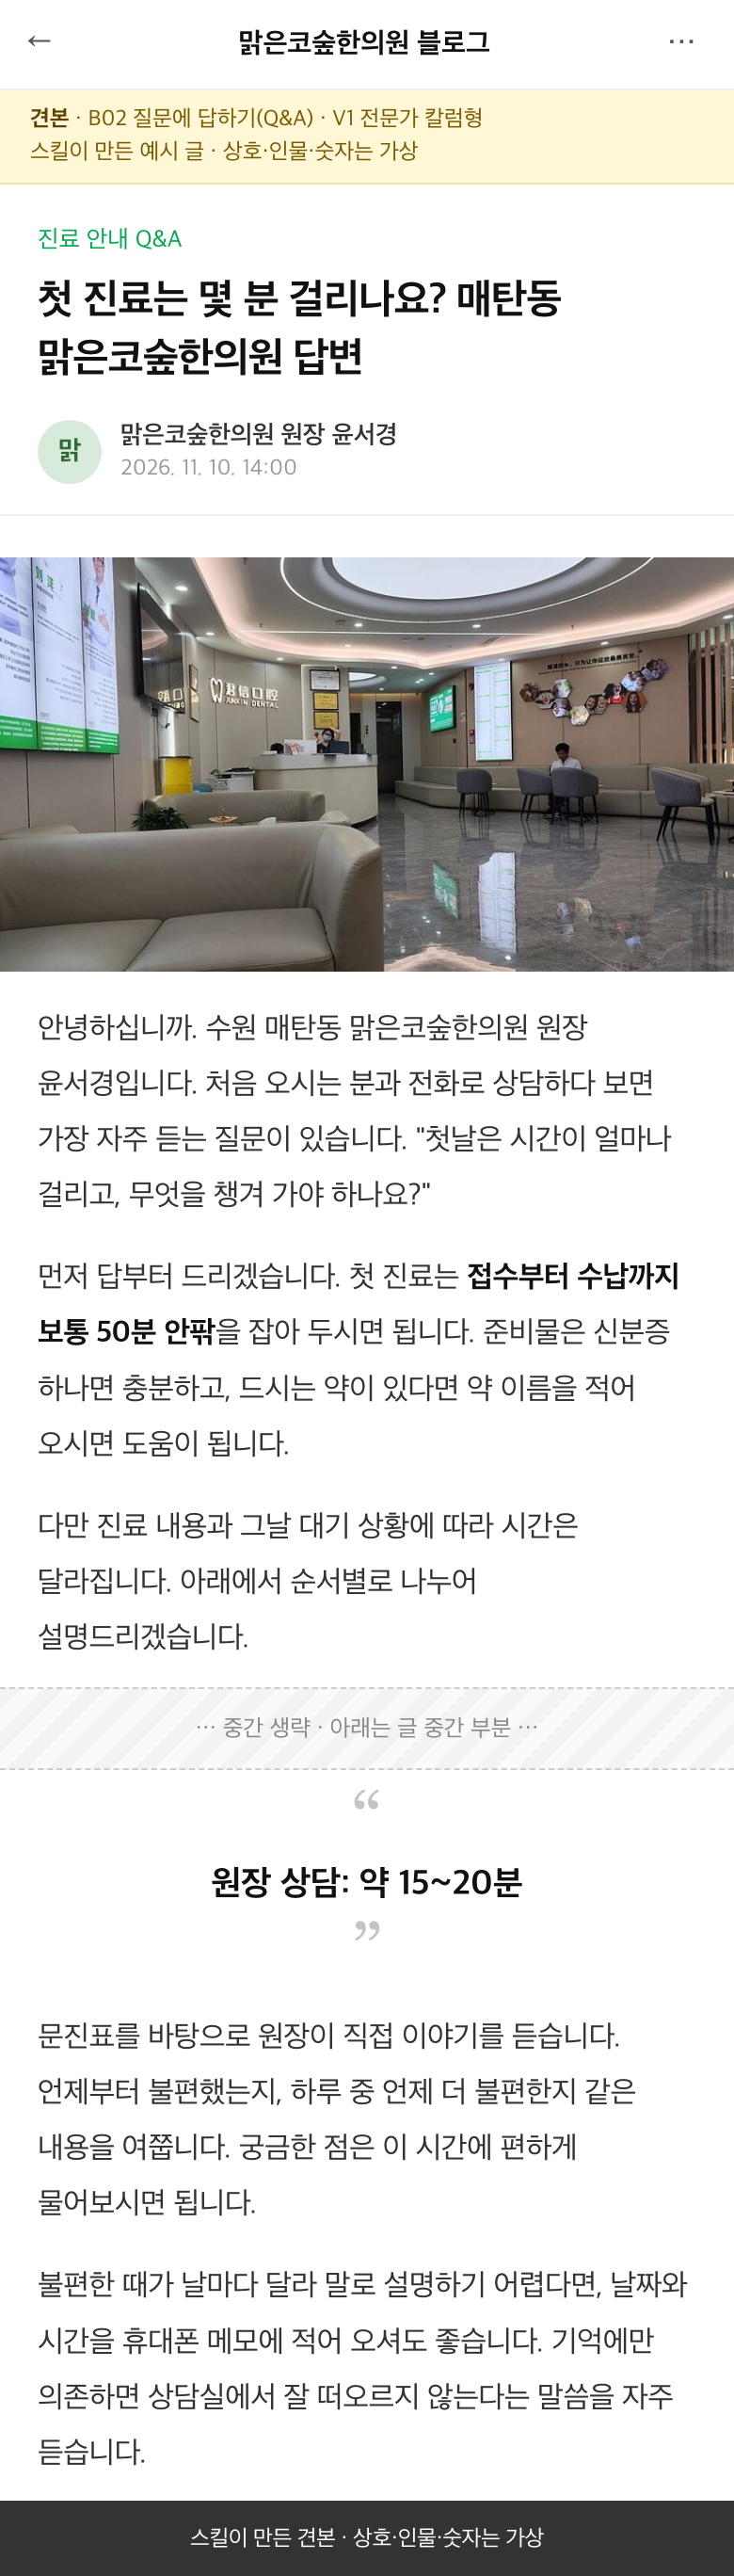 ←
맑은코숲한의원 블로그
···
견본 · B02 질문에 답하기(Q&A) · V1 전문가 칼럼형
스킬이 만든 예시 글 · 상호·인물·숫자는 가상
진료 안내 Q&A
첫 진료는 몇 분 걸리나요? 매탄동
맑은코숲한의원 답변
맑
맑은코숲한의원 원장 윤서경
2026. 11. 10. 14:00
刘 洋
君信口腔
JUNXIN DENTAL
안녕하십니까. 수원 매탄동 맑은코숲한의원 원장
윤서경입니다. 처음 오시는 분과 전화로 상담하다 보면
가장 자주 듣는 질문이 있습니다. "첫날은 시간이 얼마나
걸리고, 무엇을 챙겨 가야 하나요?"
먼저 답부터 드리겠습니다. 첫 진료는 접수부터 수납까지
보통 50분 안팎을 잡아 두시면 됩니다. 준비물은 신분증
하나면 충분하고, 드시는 약이 있다면 약 이름을 적어
오시면 도움이 됩니다.
다만 진료 내용과 그날 대기 상황에 따라 시간은
달라집니다. 아래에서 순서별로 나누어
설명드리겠습니다.
··· 중간 생략 · 아래는 글 중간 부분 ···
“
원장 상담: 약 15~20분
”
문진표를 바탕으로 원장이 직접 이야기를 듣습니다.
언제부터 불편했는지, 하루 중 언제 더 불편한지 같은
내용을 여쭙니다. 궁금한 점은 이 시간에 편하게
물어보시면 됩니다.
불편한 때가 날마다 달라 말로 설명하기 어렵다면, 날짜와
시간을 휴대폰 메모에 적어 오셔도 좋습니다. 기억에만
의존하면 상담실에서 잘 떠오르지 않는다는 말씀을 자주
듣습니다.
스킬이 만든 견본 · 상호·인물·숫자는 가상